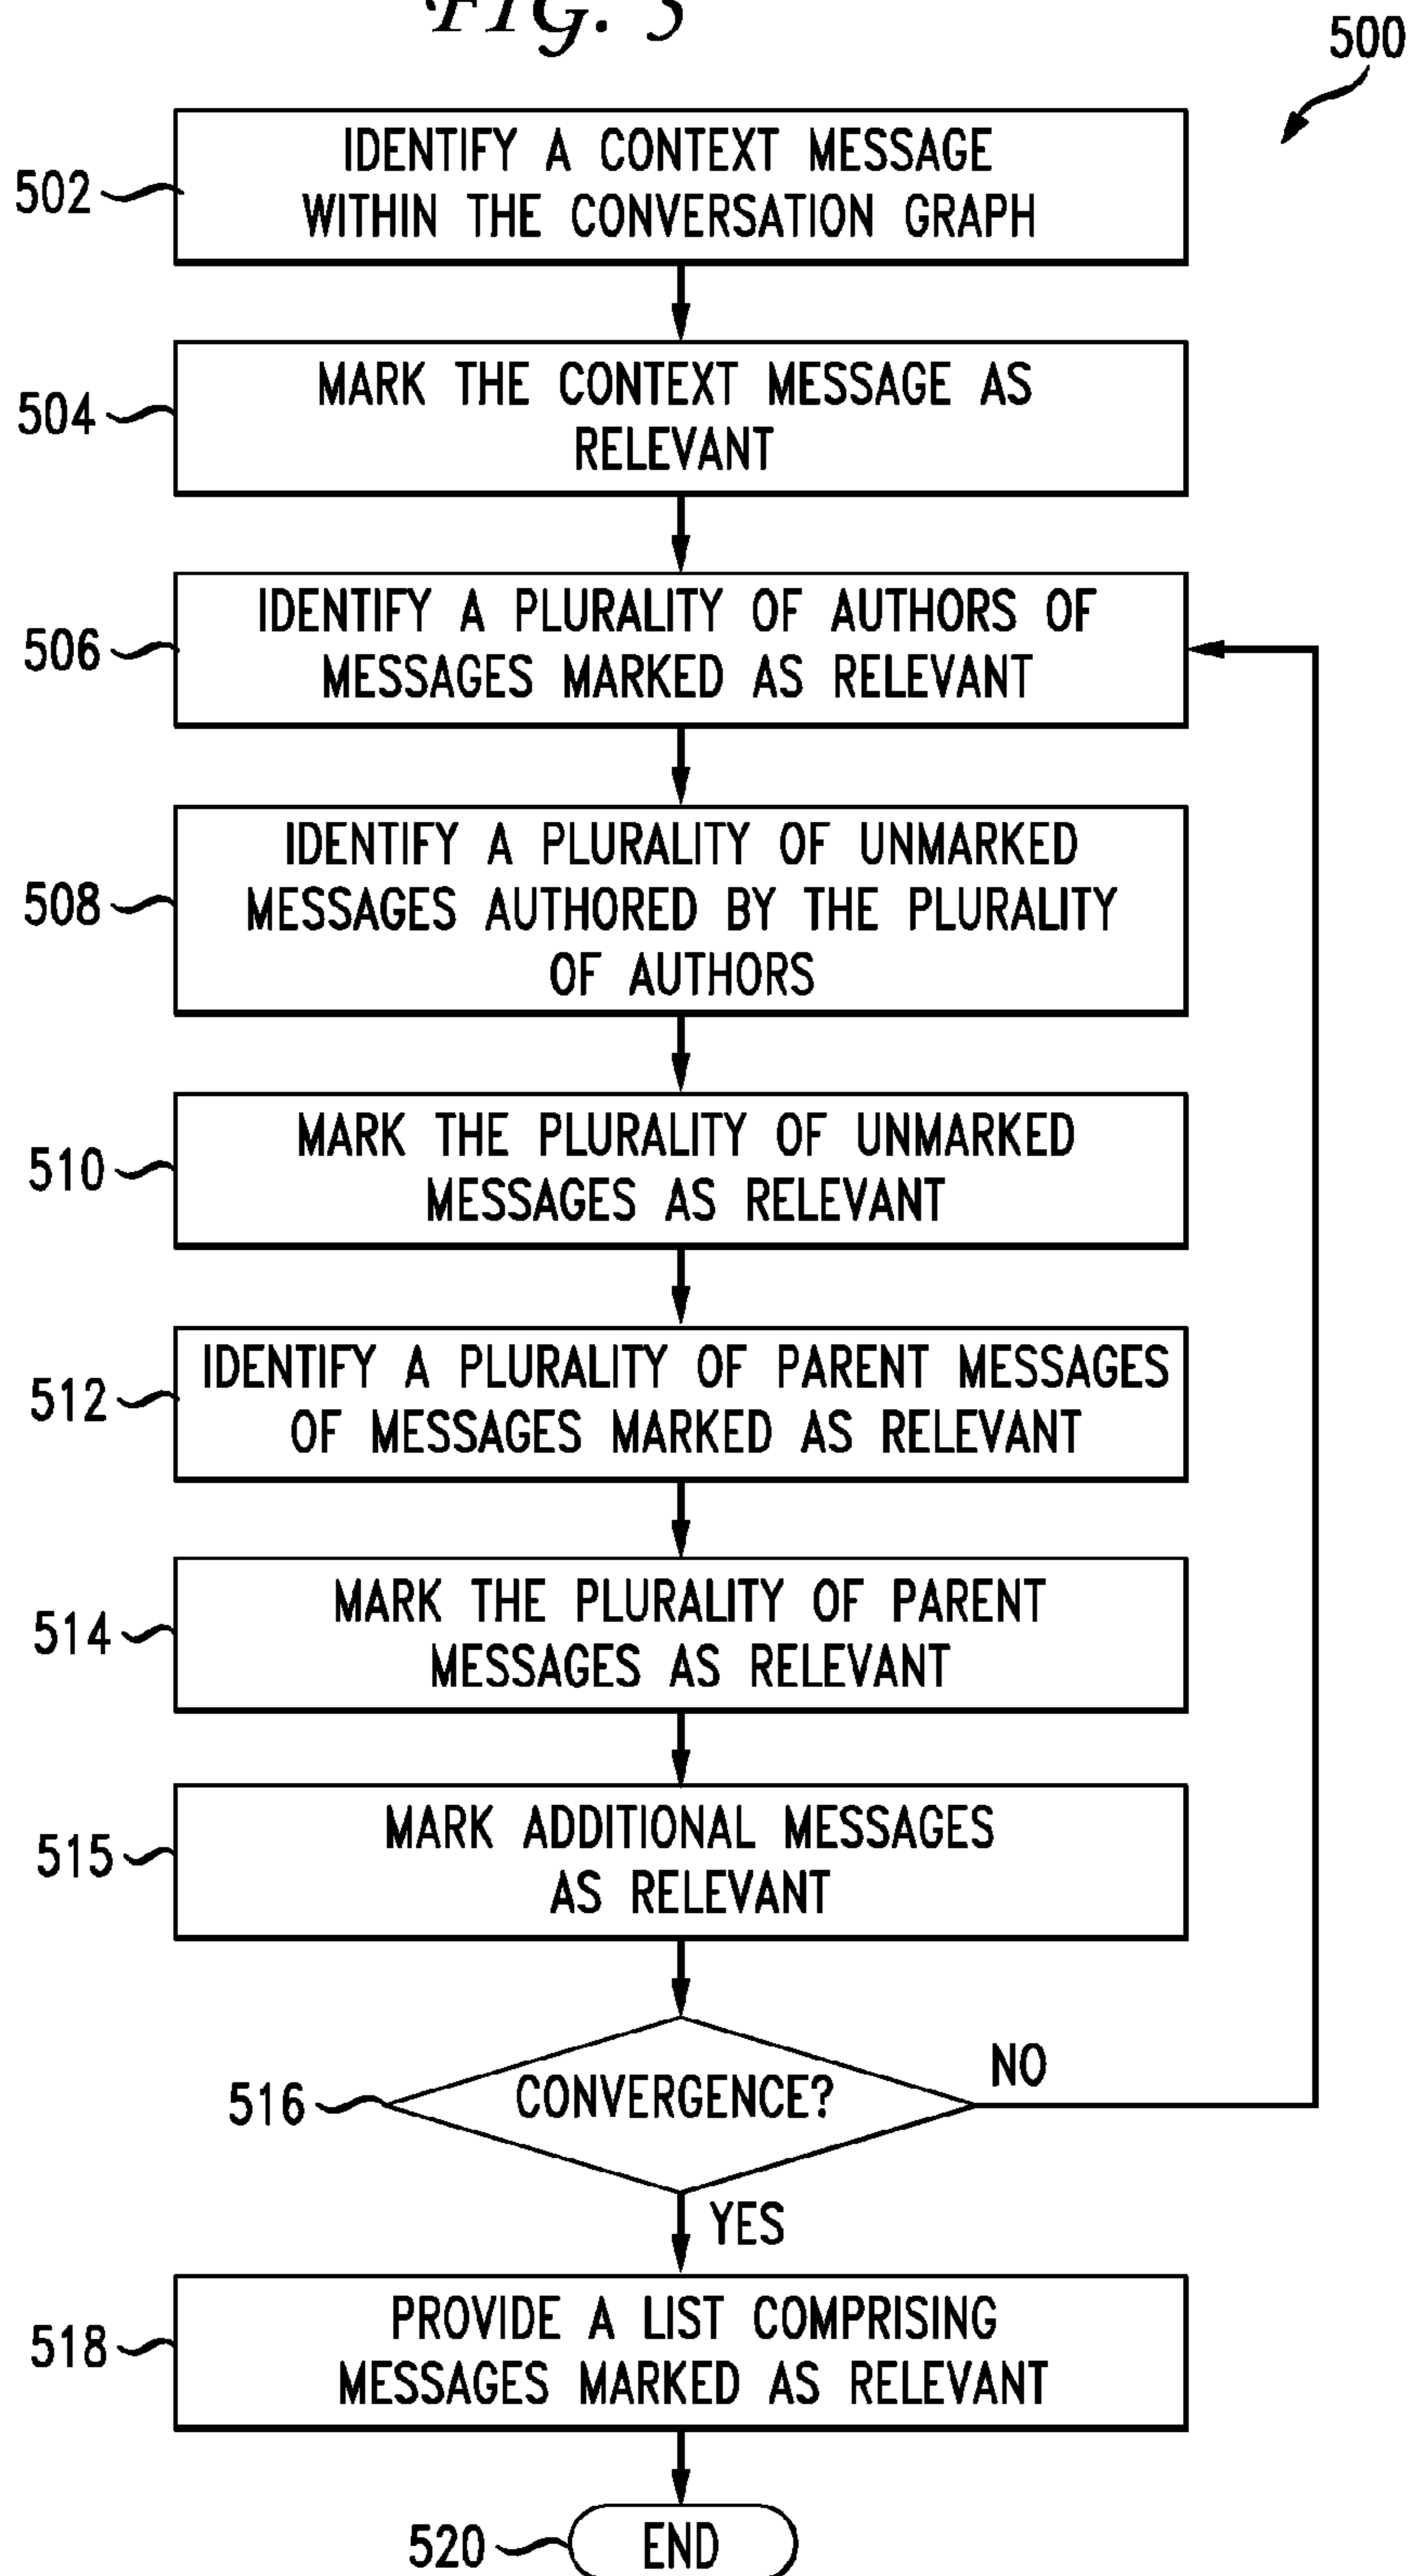 FIG. 5
500
502
IDENTIFY A CONTEXT MESSAGE
WITHIN THE CONVERSATION GRAPH
504
MARK THE CONTEXT MESSAGE AS
RELEVANT
506
IDENTIFY A PLURALITY OF AUTHORS OF
MESSAGES MARKED AS RELEVANT
508
IDENTIFY A PLURALITY OF UNMARKED
MESSAGES AUTHORED BY THE PLURALITY
OF AUTHORS
510
MARK THE PLURALITY OF UNMARKED
MESSAGES AS RELEVANT
512
IDENTIFY A PLURALITY OF PARENT MESSAGES
OF MESSAGES MARKED AS RELEVANT
514
MARK THE PLURALITY OF PARENT
MESSAGES AS RELEVANT
515
MARK ADDITIONAL MESSAGES
AS RELEVANT
516
CONVERGENCE?
NO
YES
518
PROVIDE A LIST COMPRISING
MESSAGES MARKED AS RELEVANT
520
END